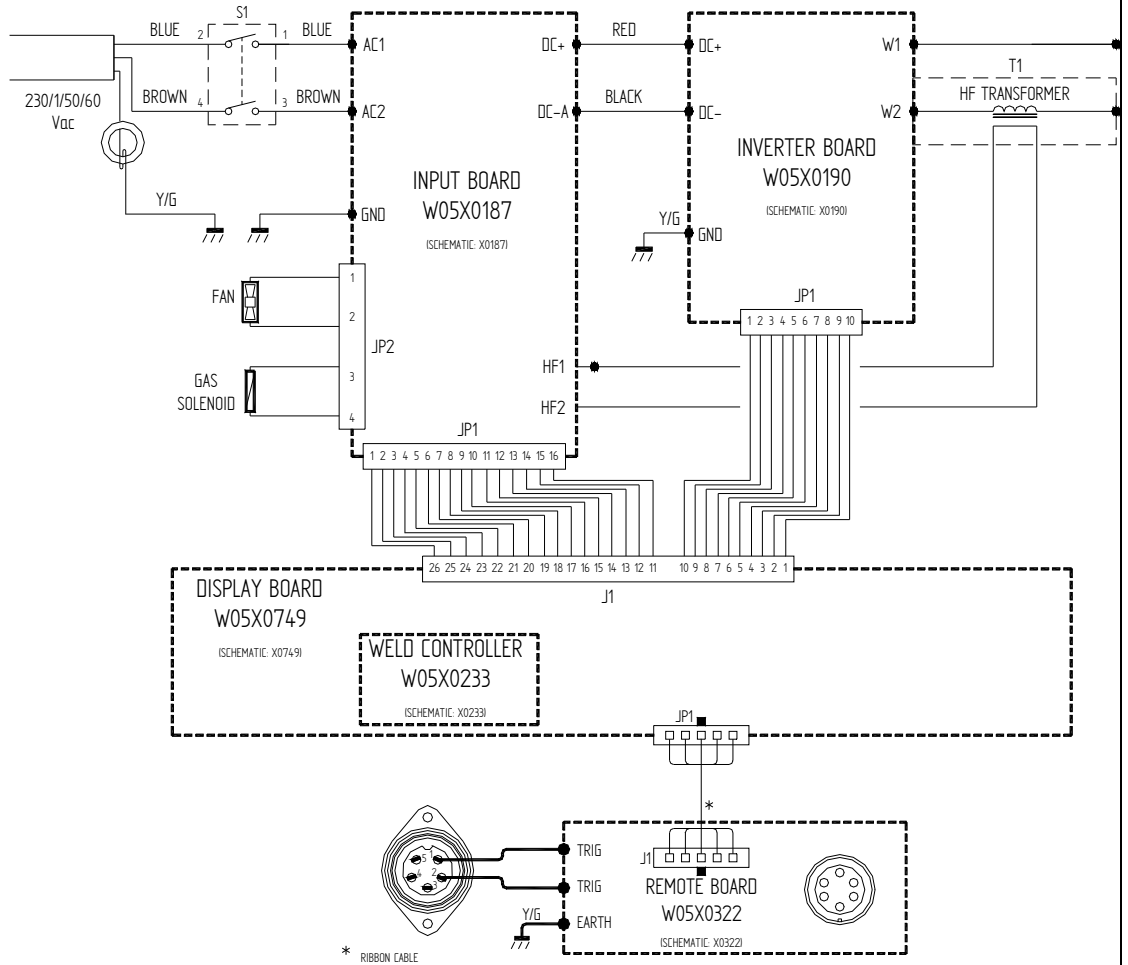 S1
BLUE 2 1 BLUE
AC1
BROWN 4 3 BROWN
AC2
230/1/50/60
Vac
Y/G
GND
DC+ RED DC+
DC-A BLACK DC-
INPUT BOARD
W05X0187
(SCHEMATIC: X0187)
INVERTER BOARD
W05X0190
(SCHEMATIC: X0190)
Y/G
GND
W1
W2
T1
HF TRANSFORMER
FAN
GAS
SOLENOID
1
2
3
4
JP2
HF1
HF2
JP1
1 2 3 4 5 6 7 8 9 10
JP1
1 2 3 4 5 6 7 8 9 10 11 12 13 14 15 16
26 25 24 23 22 21 20 19 18 17 16 15 14 13 12 11 10 9 8 7 6 5 4 3 2 1
J1
DISPLAY BOARD
W05X0749
(SCHEMATIC: X0749)
WELD CONTROLLER
W05X0233
(SCHEMATIC: X0233)
JP1
*
5 1
4 2
3
TRIG
TRIG
Y/G
EARTH
J1
REMOTE BOARD
W05X0322
(SCHEMATIC: X0322)
* RIBBON CABLE